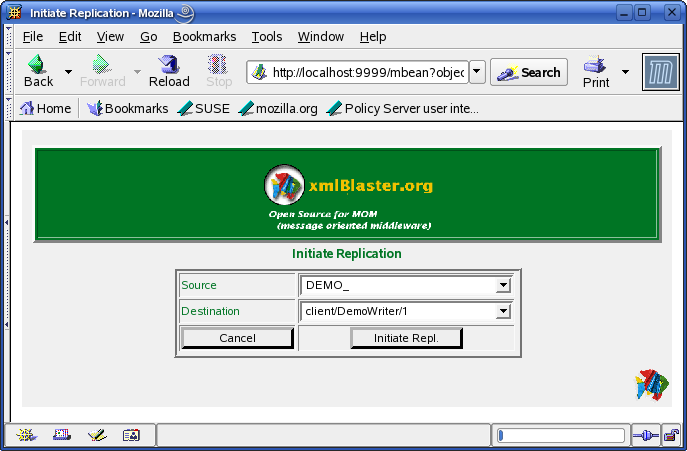 Initiate Replication - Mozilla
File Edit View Go Bookmarks Tools Window Help
Back Forward Reload Stop http://localhost:9999/mbean?objec Search Print
Home Bookmarks SUSE mozilla.org Policy Server user inte...
xmlBlaster.org
Open Source for MOM
(message oriented middleware)
Initiate Replication
Source DEMO_
Destination client/DemoWriter/1
Cancel Initiate Repl.